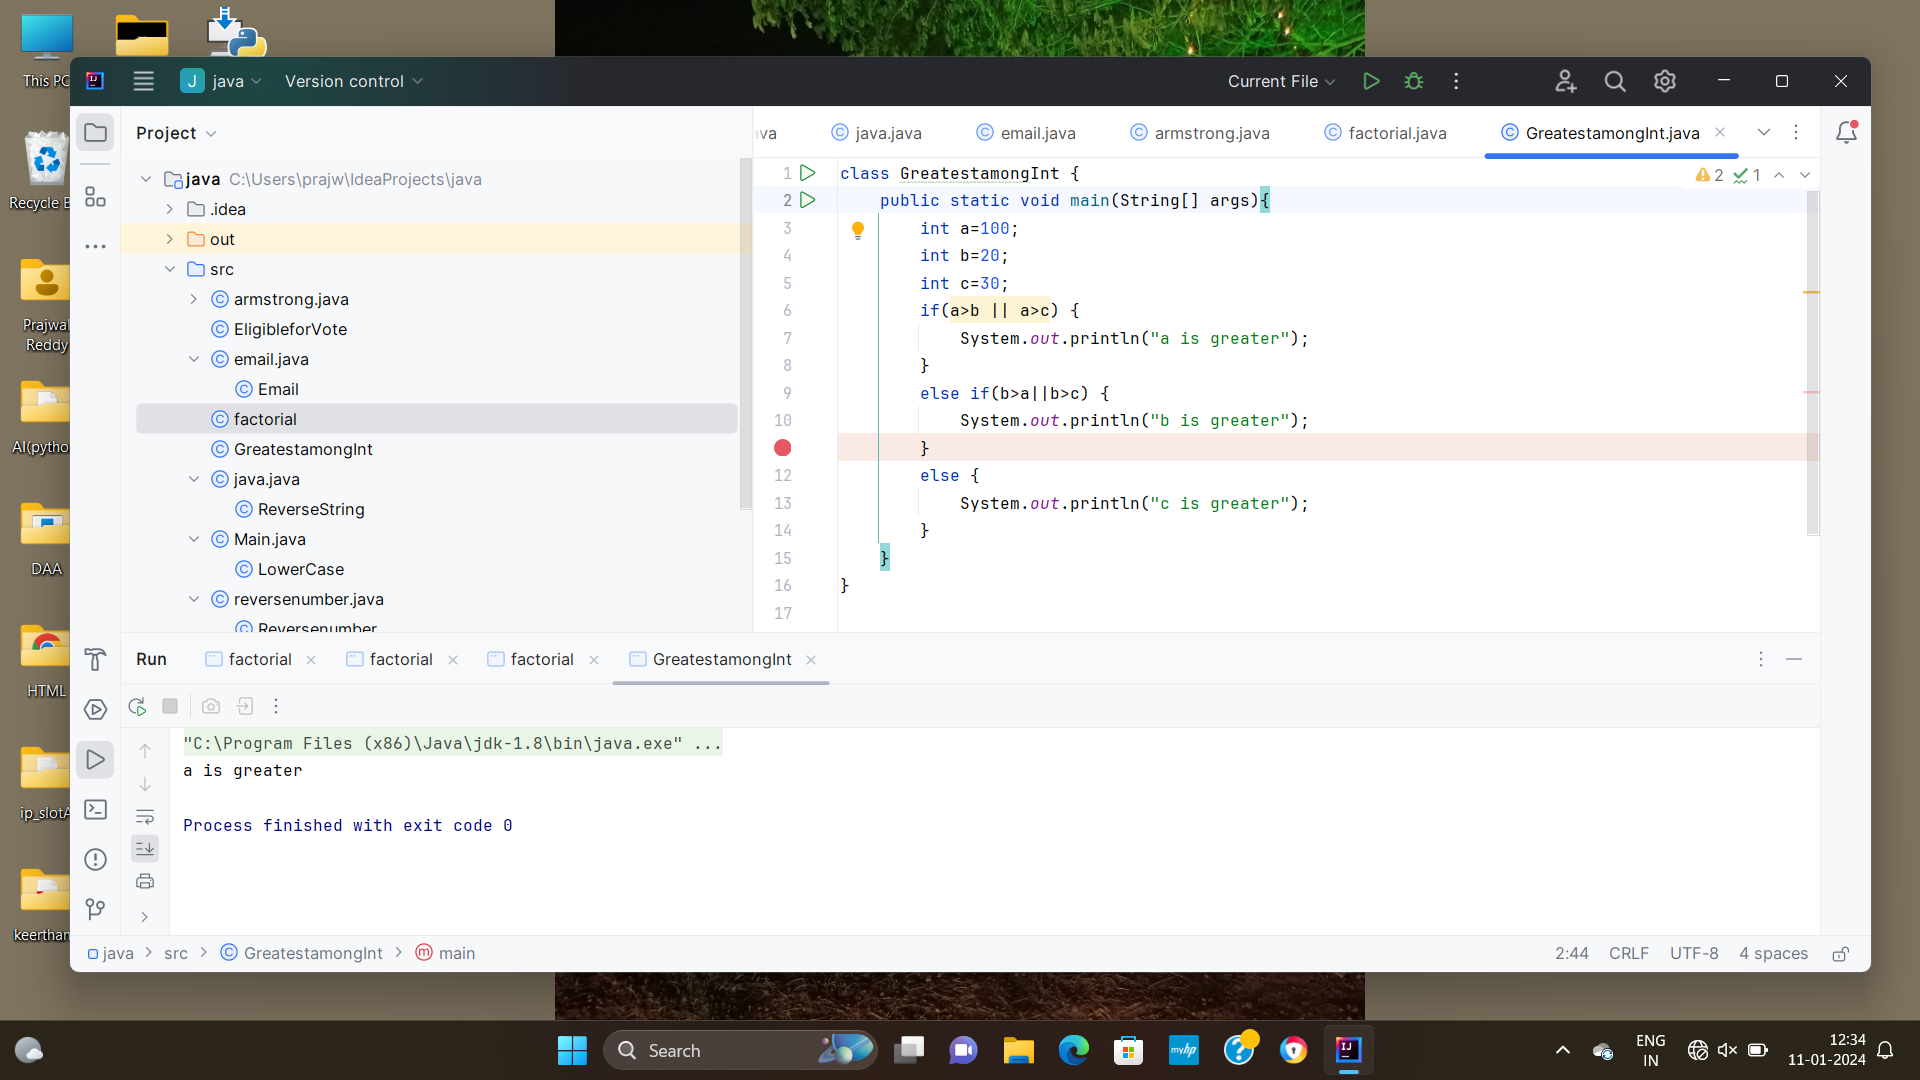 This PC
Recycle B
Prajwal
Reddy
AI(pytho
DAA
HTML
ip_slotA
keertham
J java
Version control
Current File
Project
java C:\Users\prajw\IdeaProjects\java
.idea
out
src
armstrong.java
EligibleforVote
email.java
Email
factorial
GreatestamongInt
java.java
ReverseString
Main.java
LowerCase
reversenumber.java
Reversenumber
va java.java email.java armstrong.java factorial.java GreatestamongInt.java
2 1
1 class GreatestamongInt {
2 public static void main(String[] args){
3 int a=100;
4 int b=20;
5 int c=30;
6 if(a>b || a>c) {
7 System.out.println("a is greater");
8 }
9 else if(b>a||b>c) {
10 System.out.println("b is greater");
}
12 else {
13 System.out.println("c is greater");
14 }
15 }
16 }
17
Run factorial factorial factorial GreatestamongInt
"C:\Program Files (x86)\Java\jdk-1.8\bin\java.exe" ...
a is greater
Process finished with exit code 0
java > src > GreatestamongInt > main
2:44 CRLF UTF-8 4 spaces
Search
myhp
ENG
IN
12:34
11-01-2024